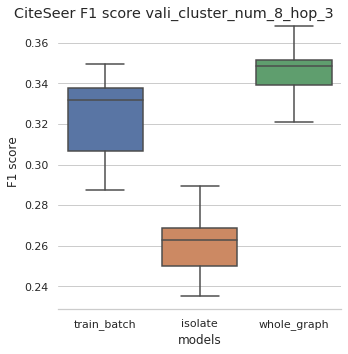 CiteSeer F1 score vali_cluster_num_8_hop_3
0.36
0.34
0.32
0.30
0.28
0.26
0.24
F1 score
train_batch isolate whole_graph
models